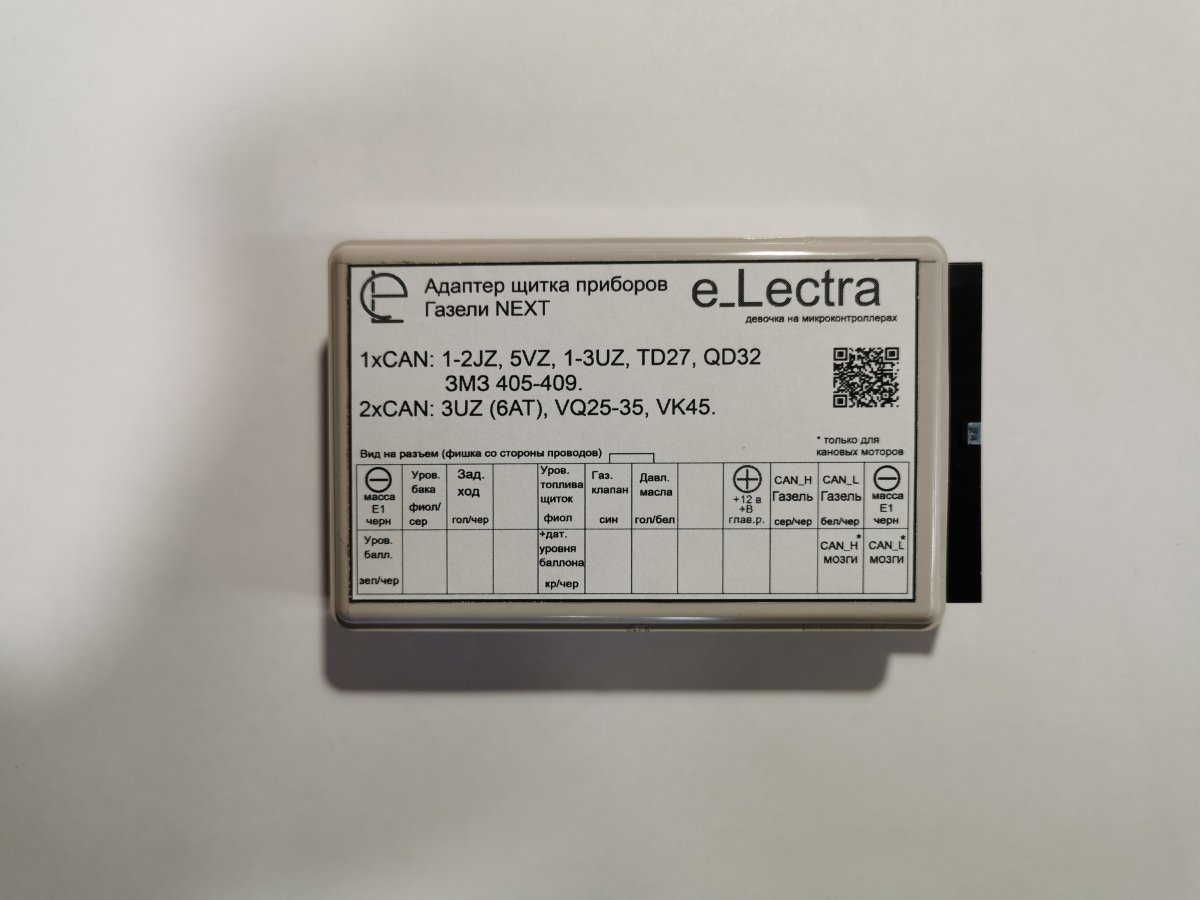 e
Адаптер щитка приборов
Газели NEXT
e_Lectra
девочка на микроконтроллерах
1xCAN: 1-2JZ, 5VZ, 1-3UZ, TD27, QD32
ЗМЗ 405-409.
2xCAN: 3UZ (6AT), VQ25-35, VK45.
* только для
кановых моторов
Вид на разъем (фишка со стороны проводов)
масса
E1
черн
Уров.
бака
фиол/
сер
Зад.
ход
гол/чер
Уров.
топлива
щиток
фиол
Газ.
клапан
син
Давл.
масла
гол/бел
+12 в
+B
глав.р.
CAN_H
Газель
сер/чер
CAN_L
Газель
бел/чер
масса
E1
черн
Уров.
балл.
зел/чер
+дат.
уровня
баллона
кр/чер
CAN_H*
мозги
CAN_L*
мозги